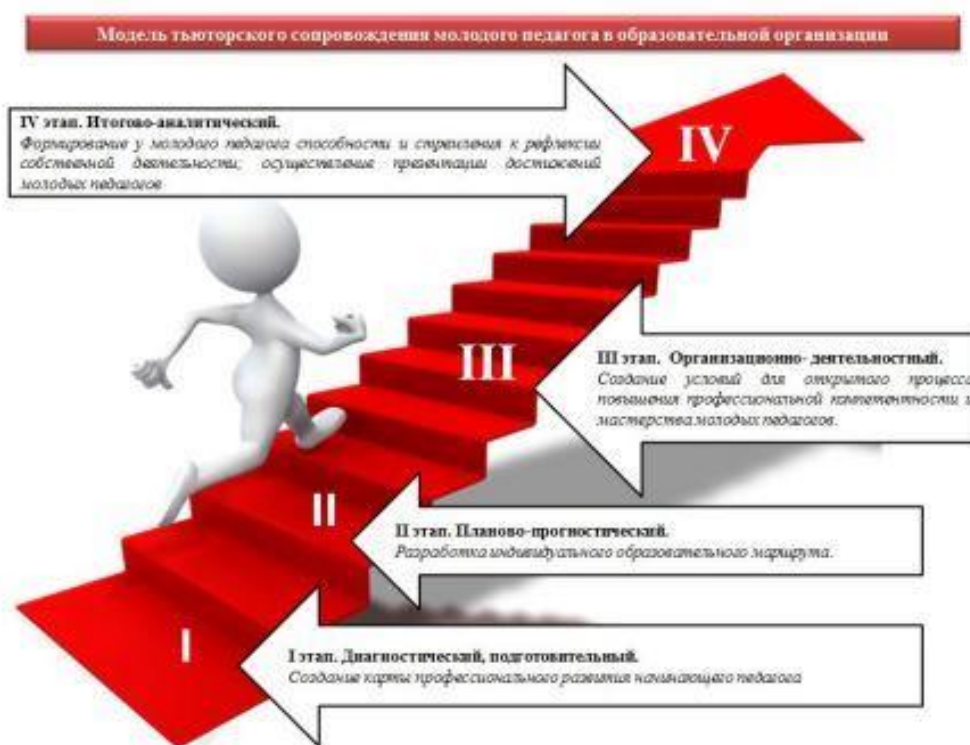 Модель тьюторского сопровождения молодого педагога в образовательной организации
IV этап. Итогово-аналитический.
Формирование у молодого педагога способности и стремления к рефлексии
собственной деятельности; осуществление презентации достижений
молодых педагогов
IV
III
III этап. Организационно- деятельностный.
Создание условий для открытого процесса
повышения профессиональной компетентности и
мастерства молодых педагогов.
II
II этап. Планово-прогностический.
Разработка индивидуального образовательного маршрута.
I
I этап. Диагностический, подготовительный.
Создание карты профессионального развития начинающего педагога